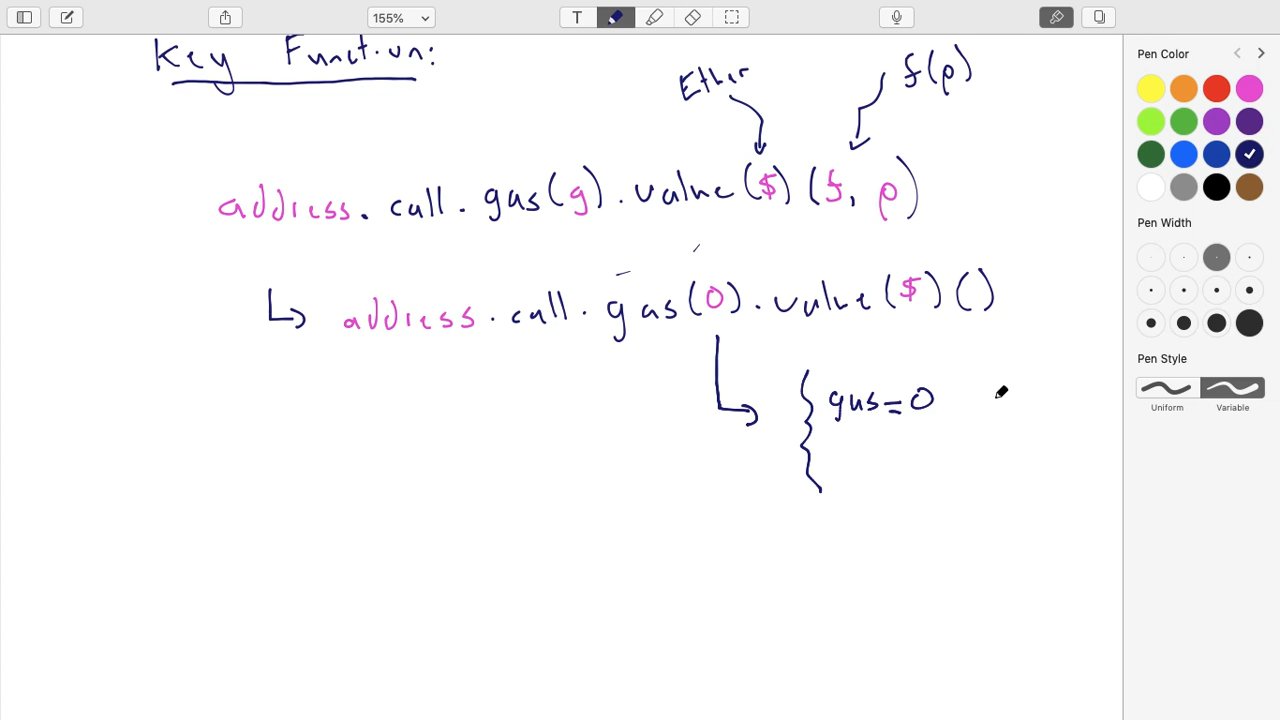 155%
T
Key Function:
Ether
f(p)
address.call.gas(g).value($)(f, p)
address.call.gas(0).value($)()
gas=0
Pen Color
Pen Width
Pen Style
Uniform
Variable